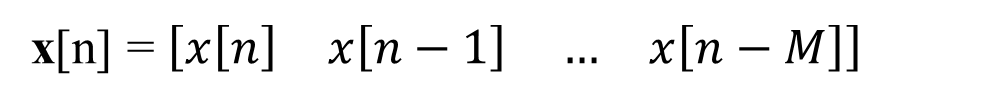 x[n] = [x[n] x[n − 1] ... x[n − M]]